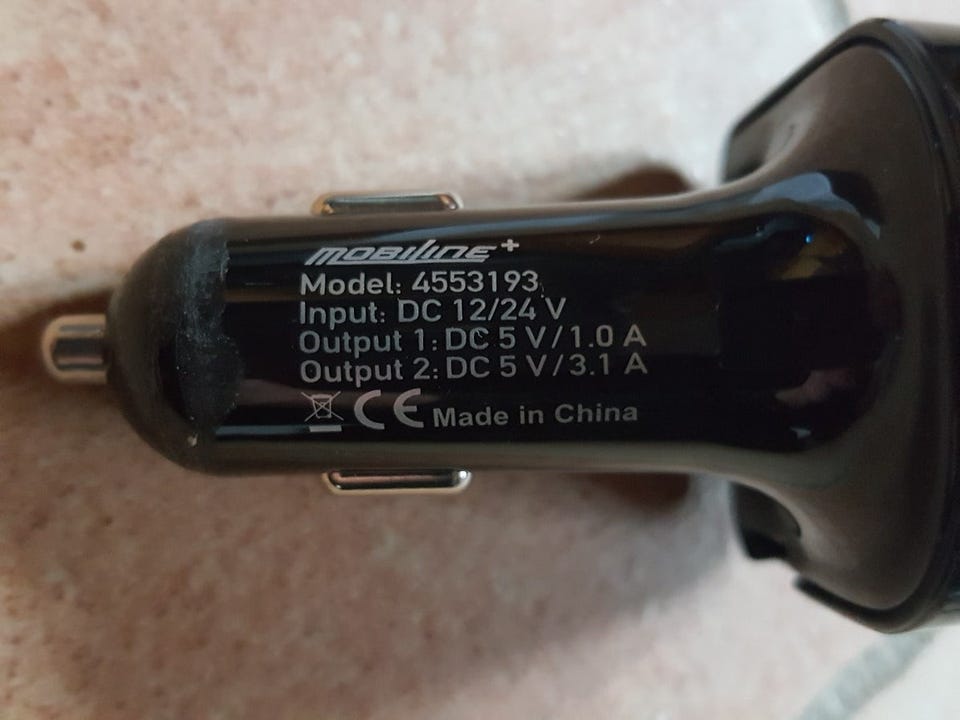 mobiline+
Model: 4553193
Input: DC 12/24 V
Output 1: DC 5 V/1.0 A
Output 2: DC 5 V/3.1 A
CE Made in China